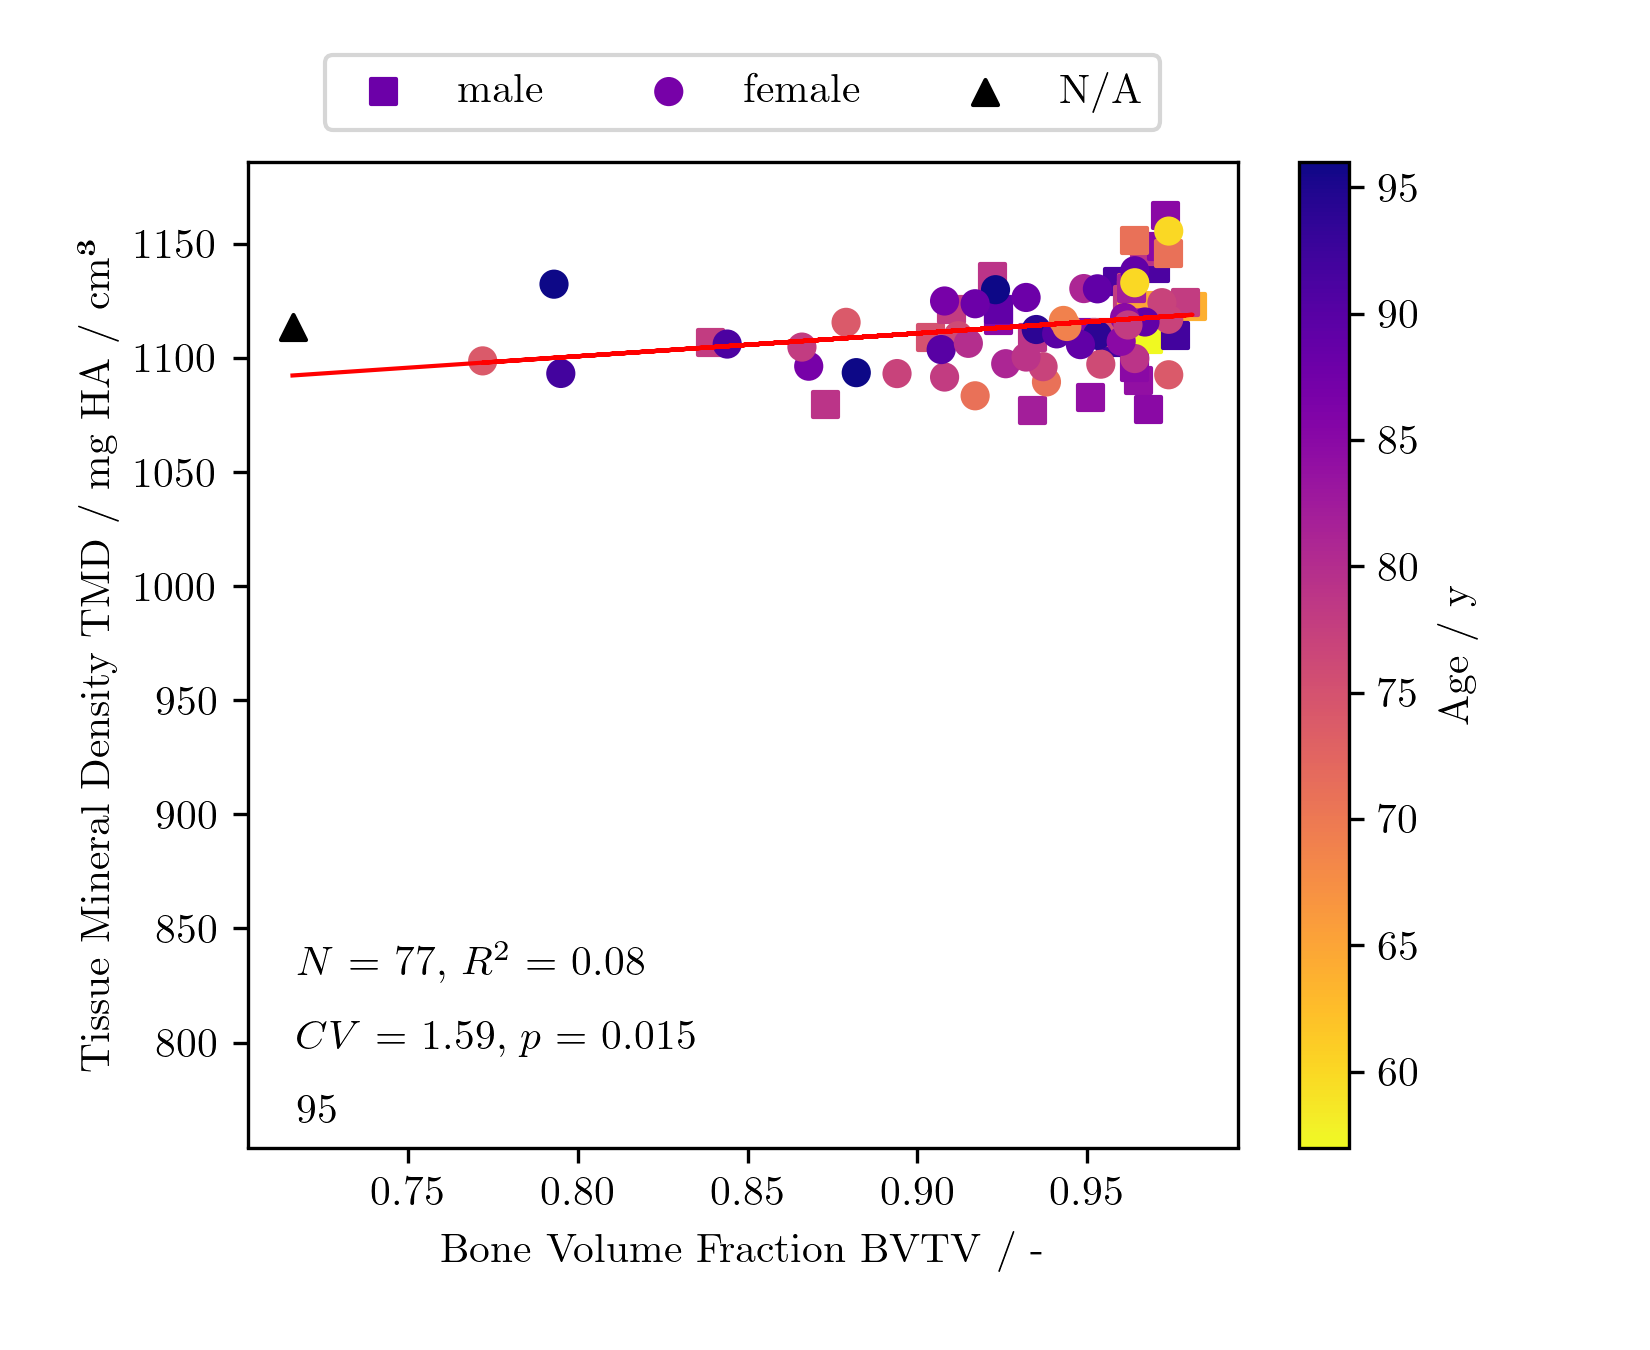 male female N/A
Tissue Mineral Density TMD / mg HA / cm³
1150
1100
1050
1000
950
900
850
800
N = 77, R² = 0.08
CV = 1.59, p = 0.015
95
0.75 0.80 0.85 0.90 0.95
Bone Volume Fraction BVTV / -
95
90
85
80
75
70
65
60
Age / y